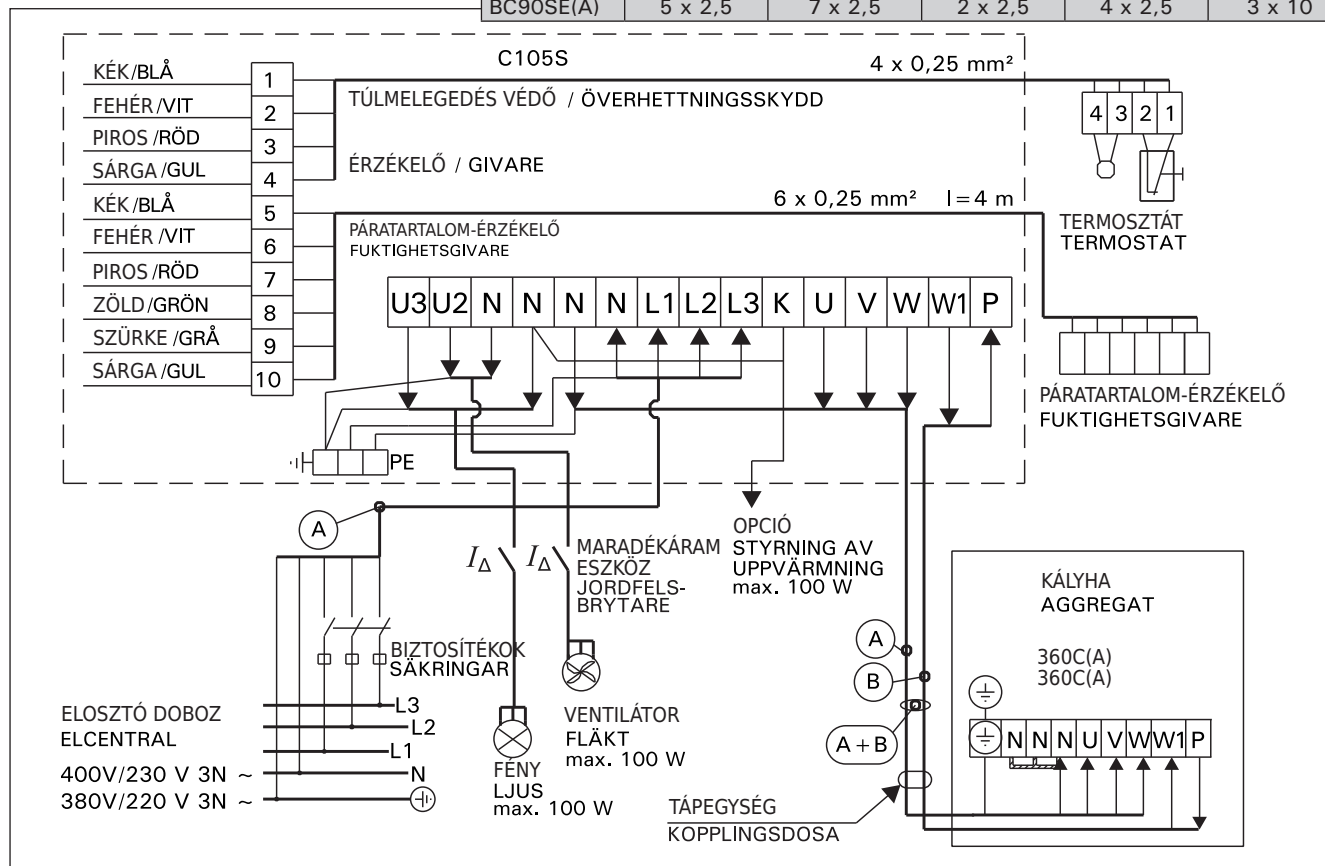 BC90SE(A) 5 x 2,5 7 x 2,5 2 x 2,5 4 x 2,5 3 x 10
C105S
4 x 0,25 mm²
KÉK/BLÅ 1
FEHÉR/VIT 2
PIROS/RÖD 3
SÁRGA/GUL 4
KÉK/BLÅ 5
FEHÉR/VIT 6
PIROS/RÖD 7
ZÖLD/GRÖN 8
SZÜRKE/GRÅ 9
SÁRGA/GUL 10
TÚLMELEGEDÉS VÉDŐ / ÖVERHETTNINGSSKYDD
ÉRZÉKELŐ / GIVARE
4 3 2 1
TERMOSZTÁT
TERMOSTAT
6 x 0,25 mm² l=4 m
PÁRATARTALOM-ÉRZÉKELŐ
FUKTIGHETSGIVARE
U3 U2 N N N N L1 L2 L3 K U V W W1 P
PÁRATARTALOM-ÉRZÉKELŐ
FUKTIGHETSGIVARE
PE
A
I∆
I∆
MARADÉKÁRAM
ESZKÖZ
JORDFELS-
BRYTARE
OPCIÓ
STYRNING AV
UPPVÄRMNING
max. 100 W
BIZTOSÍTÉKOK
SÄKRINGAR
ELOSZTÓ DOBOZ
ELCENTRAL
400V/230 V 3N ~
380V/220 V 3N ~
L3
L2
L1
N
FÉNY
LJUS
max. 100 W
VENTILÁTOR
FLÄKT
max. 100 W
A
B
A+B
TÁPEGYSÉG
KOPPLINGSDOSA
KÁLYHA
AGGREGAT
360C(A)
360C(A)
N N N U V W W1 P